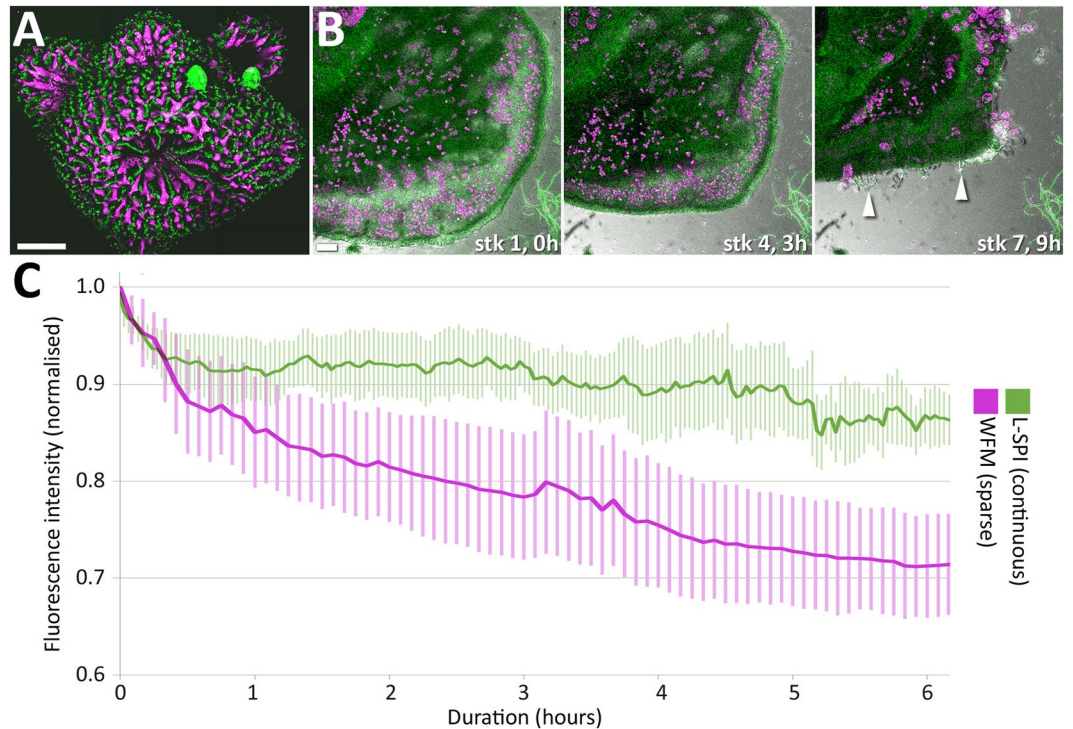 A
B
stk 1, 0h
stk 4, 3h
stk 7, 9h
C
Fluorescence intensity (normalised)
1.0
0.9
0.8
0.7
0.6
0
1
2
3
4
5
6
Duration (hours)
L-SPI (continuous)
WFM (sparse)